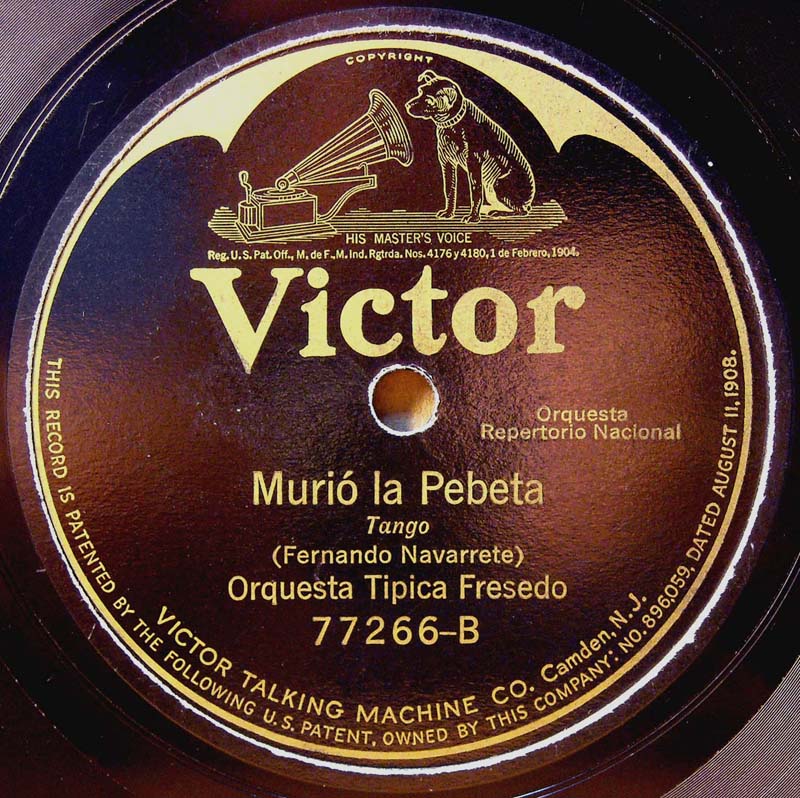 COPYRIGHT
HIS MASTER'S VOICE
Reg. U.S. Pat. Off., M. de F., M. Ind. Rgtrda. Nos. 4176 y 4180, 1 de Febrero, 1904.
Victor
Orquesta
Repertorio Nacional
Murió la Pebeta
Tango
(Fernando Navarrete)
Orquesta Tipica Fresedo
77266-B
VICTOR TALKING MACHINE CO. Camden, N.J.
THIS RECORD IS PATENTED BY THE FOLLOWING U.S. PATENT, OWNED BY THIS COMPANY: NO. 896,059, DATED AUGUST 11, 1908.